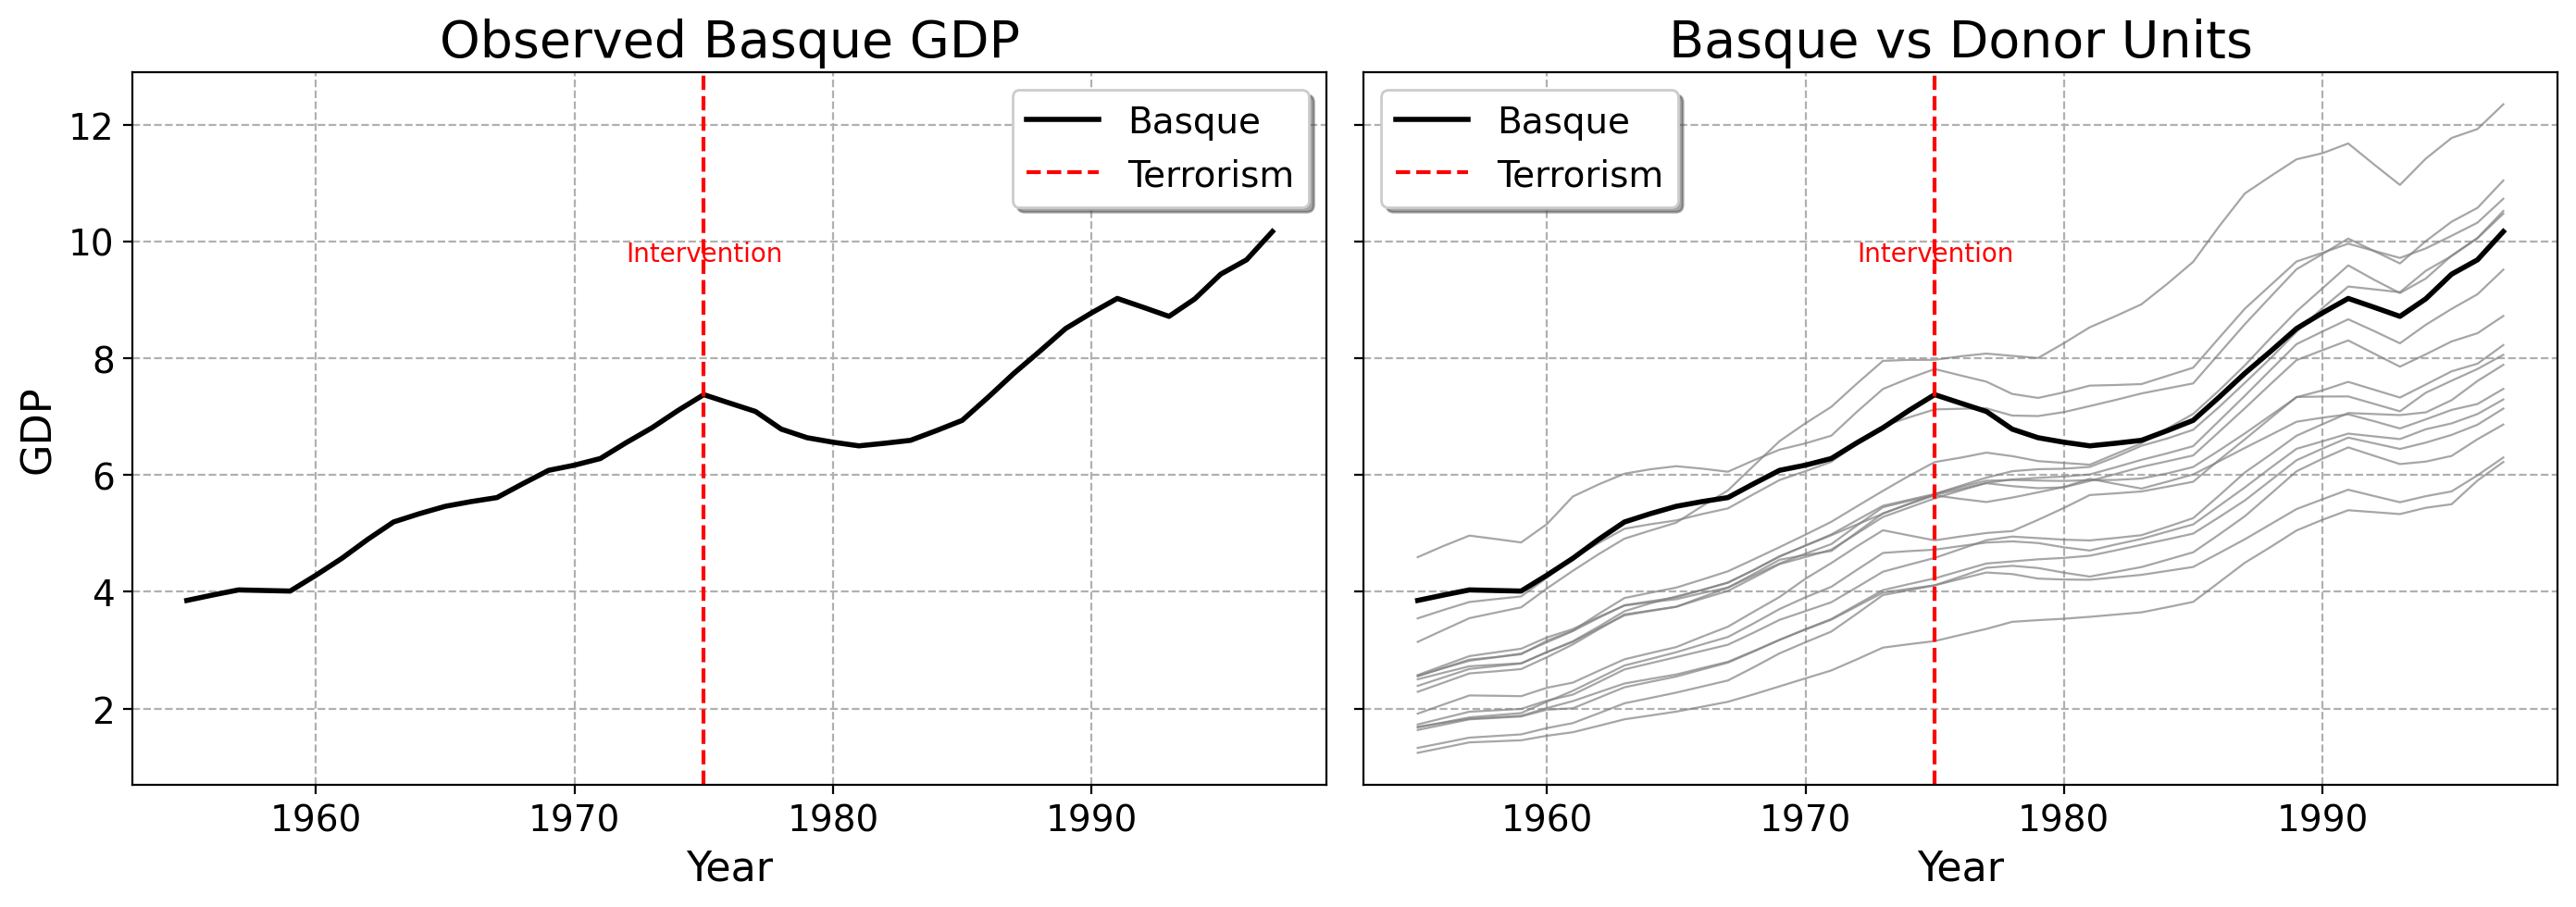 Observed Basque GDP
Basque
Terrorism
Intervention
12
10
8
6
4
2
GDP
1960 1970 1980 1990
Year
Basque vs Donor Units
Basque
Terrorism
Intervention
1960 1970 1980 1990
Year